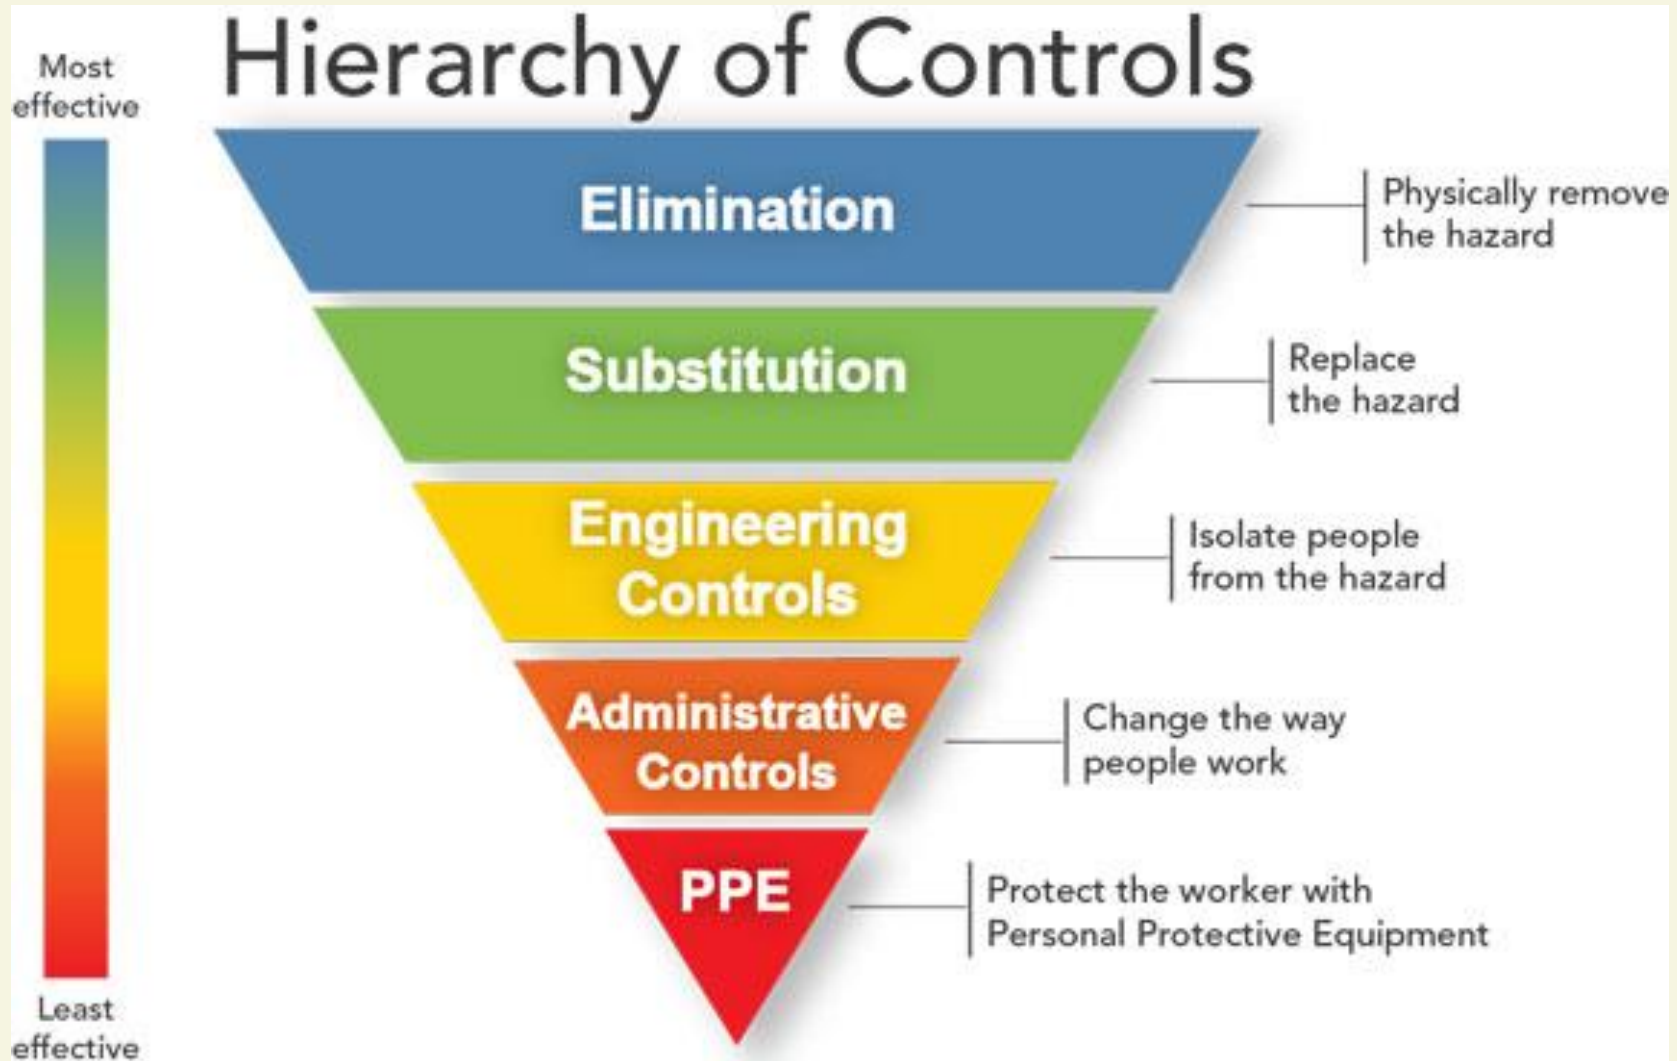 Hierarchy of Controls
Most
effective
Elimination
Physically remove
the hazard
Substitution
Replace
the hazard
Engineering
Controls
Isolate people
from the hazard
Administrative
Controls
Change the way
people work
PPE
Protect the worker with
Personal Protective Equipment
Least
effective